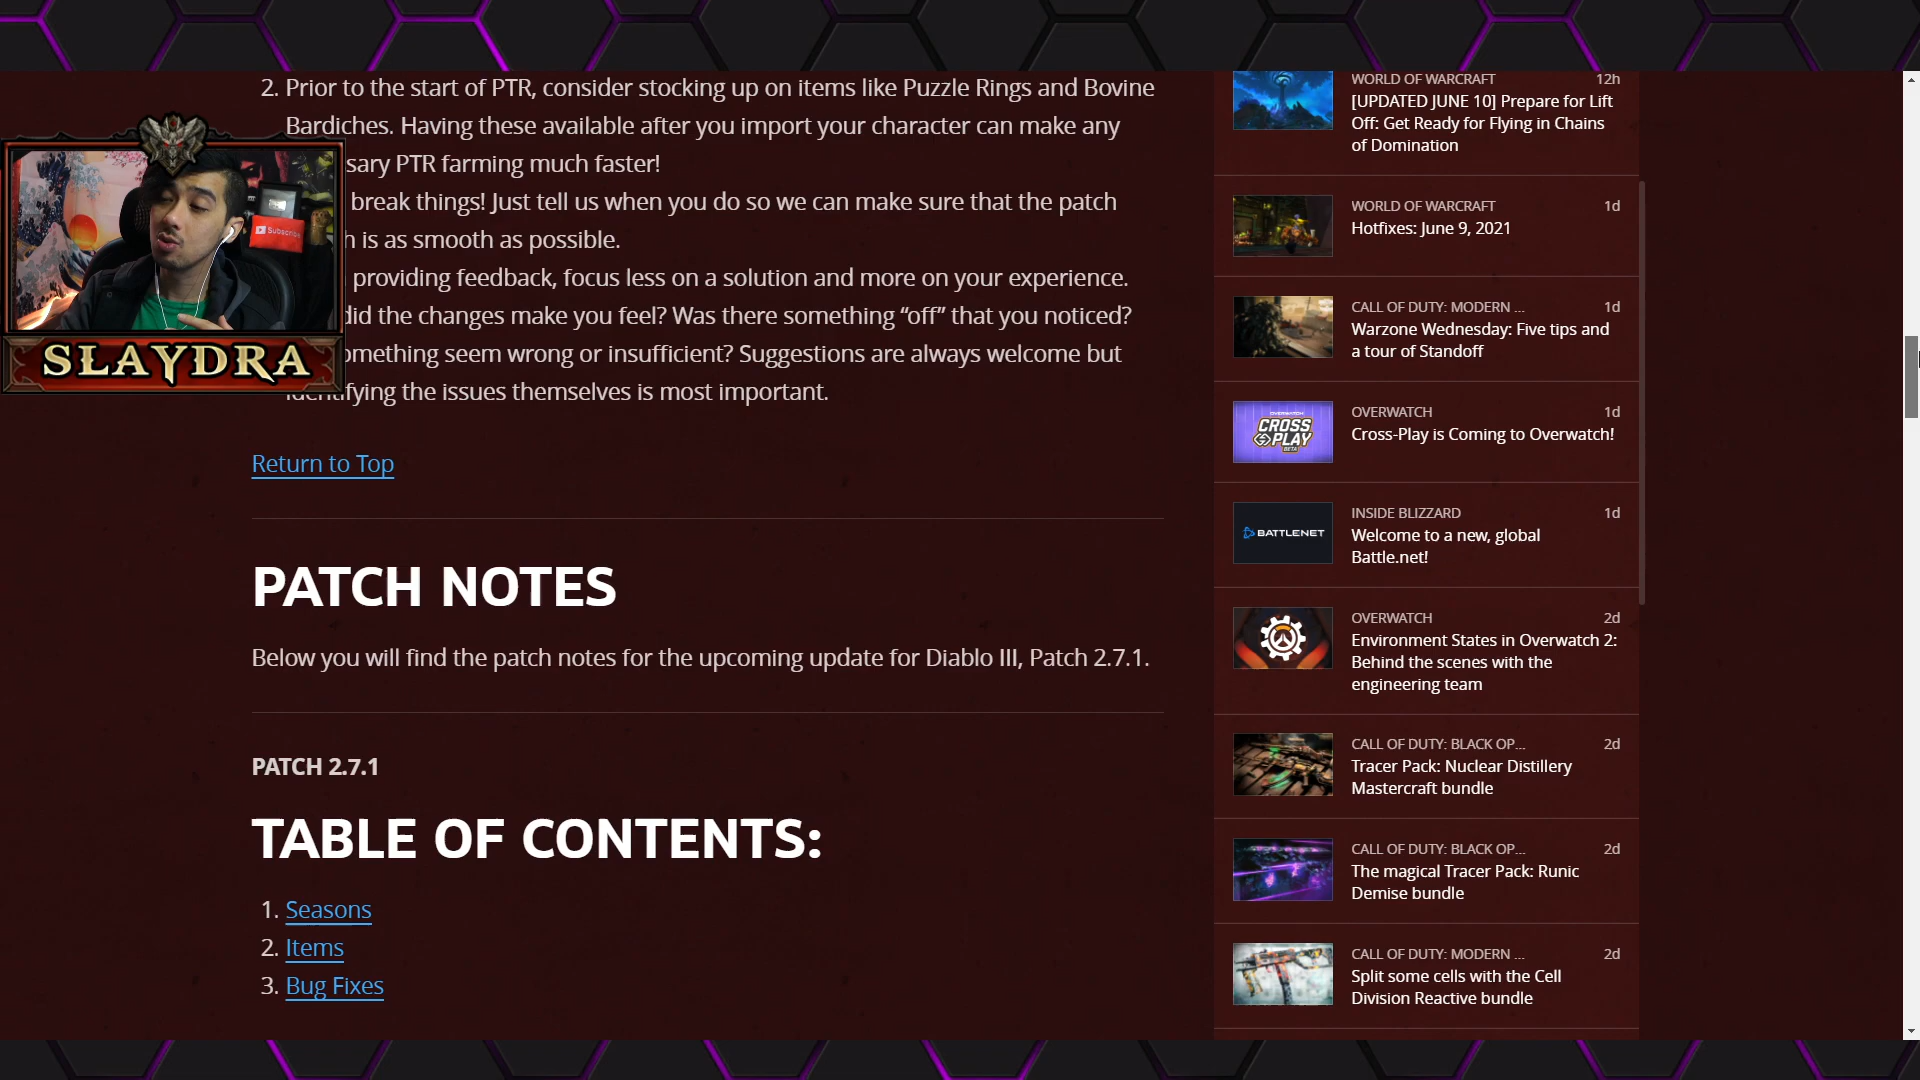 2. Prior to the start of PTR, consider stocking up on items like Puzzle Rings and Bovine
Bardiches. Having these available after you import your character can make any
sary PTR farming much faster!
break things! Just tell us when you do so we can make sure that the patch
h is as smooth as possible.
providing feedback, focus less on a solution and more on your experience.
did the changes make you feel? Was there something “off” that you noticed?
omething seem wrong or insufficient? Suggestions are always welcome but
identifying the issues themselves is most important.
Subscribe
SLAYDRA
Return to Top
PATCH NOTES
Below you will find the patch notes for the upcoming update for Diablo III, Patch 2.7.1.
PATCH 2.7.1
TABLE OF CONTENTS:
1. Seasons
2. Items
3. Bug Fixes
WORLD OF WARCRAFT 12h
[UPDATED JUNE 10] Prepare for Lift
Off: Get Ready for Flying in Chains
of Domination
WORLD OF WARCRAFT 1d
Hotfixes: June 9, 2021
CALL OF DUTY: MODERN ... 1d
Warzone Wednesday: Five tips and
a tour of Standoff
OVERWATCH
CROSS
PLAY
BETA
OVERWATCH 1d
Cross-Play is Coming to Overwatch!
BATTLENET
INSIDE BLIZZARD 1d
Welcome to a new, global
Battle.net!
OVERWATCH 2d
Environment States in Overwatch 2:
Behind the scenes with the
engineering team
CALL OF DUTY: BLACK OP... 2d
Tracer Pack: Nuclear Distillery
Mastercraft bundle
CALL OF DUTY: BLACK OP... 2d
The magical Tracer Pack: Runic
Demise bundle
CALL OF DUTY: MODERN ... 2d
Split some cells with the Cell
Division Reactive bundle